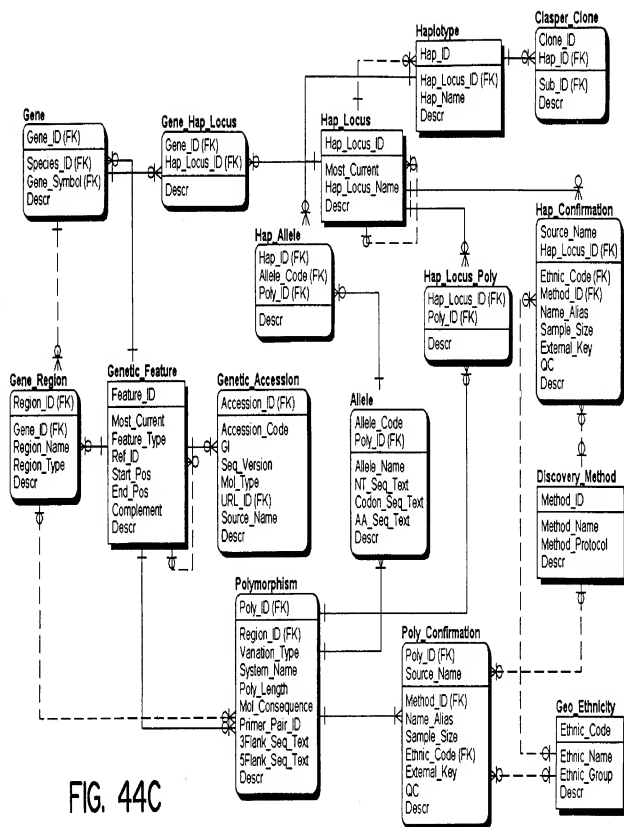 Haplotype
Hap_ID
Hap_Locus_ID (FK)
Hap_Name
Descr
Clasper_Clone
Clone_ID
Hap_ID (FK)
Sub_ID (FK)
Descr
Gene
Gene_ID (FK)
Species_ID (FK)
Gene_Symbol (FK)
Descr
Gene_Hap_Locus
Gene_ID (FK)
Hap_Locus_ID (FK)
Descr
Hap_Locus
Hap_Locus_ID
Most_Current
Hap_Locus_Name
Descr
Hap_Confirmation
Source_Name
Hap_Locus_ID (FK)
Ethnic_Code (FK)
Method_ID (FK)
Name_Alias
Sample_Size
External_Key
QC
Descr
Hap_Allele
Hap_ID (FK)
Allele_Code (FK)
Poly_ID (FK)
Descr
Hap_Locus_Poly
Hap_Locus_ID (FK)
Poly_ID (FK)
Descr
Gene_Region
Region_ID (FK)
Gene_ID (FK)
Region_Name
Region_Type
Descr
Genetic_Feature
Feature_ID
Most_Current
Feature_Type
Ref_ID
Start_Pos
End_Pos
Complement
Descr
Genetic_Accession
Accession_ID (FK)
Accession_Code
GI
Seq_Version
Mol_Type
URL_ID (FK)
Source_Name
Descr
Allele
Allele_Code
Poly_ID (FK)
Allele_Name
NT_Seq_Text
Codon_Seq_Text
AA_Seq_Text
Descr
Discovery_Method
Method_ID
Method_Name
Method_Protocol
Descr
Polymorphism
Poly_ID (FK)
Region_ID (FK)
Variation_Type
System_Name
Poly_Length
Mol_Consequence
Primer_Pair_ID
3Flank_Seq_Text
5Flank_Seq_Text
Descr
Poly_Confirmation
Poly_ID (FK)
Source_Name
Method_ID (FK)
Name_Alias
Sample_Size
Ethnic_Code (FK)
External_Key
QC
Descr
Geo_Ethnicity
Ethnic_Code
Ethnic_Name
Ethnic_Group
Descr
FIG. 44C